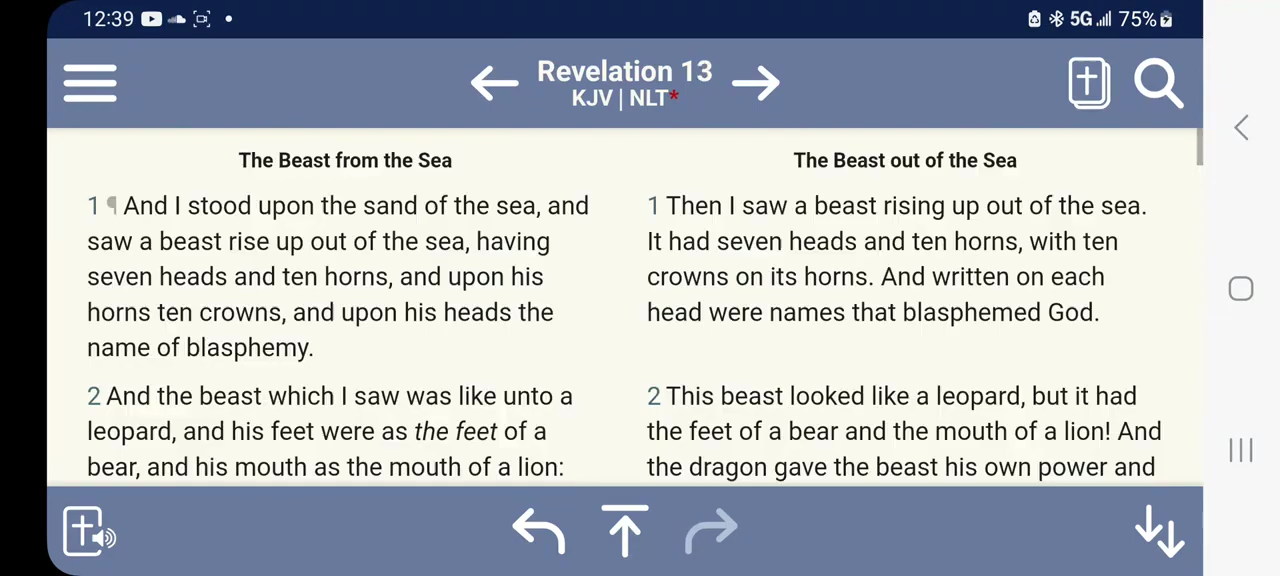 12:39
5G 75%
Revelation 13
KJV | NLT*
The Beast from the Sea
1 ¶ And I stood upon the sand of the sea, and
saw a beast rise up out of the sea, having
seven heads and ten horns, and upon his
horns ten crowns, and upon his heads the
name of blasphemy.
2 And the beast which I saw was like unto a
leopard, and his feet were as the feet of a
bear, and his mouth as the mouth of a lion:
The Beast out of the Sea
1 Then I saw a beast rising up out of the sea.
It had seven heads and ten horns, with ten
crowns on its horns. And written on each
head were names that blasphemed God.
2 This beast looked like a leopard, but it had
the feet of a bear and the mouth of a lion! And
the dragon gave the beast his own power and